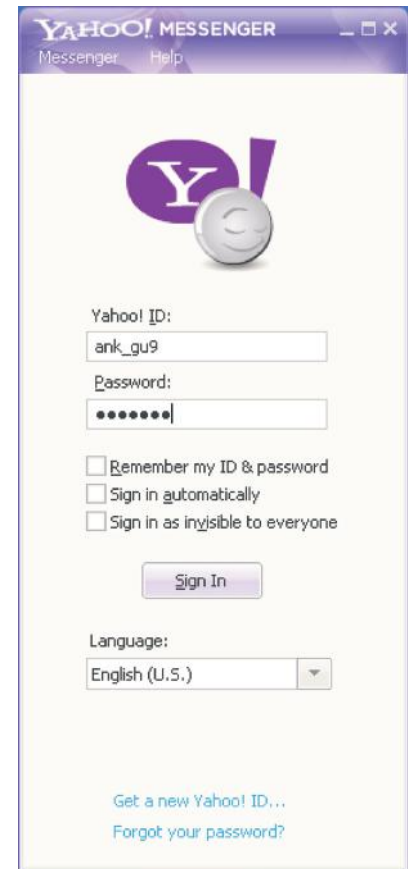 YAHOO! MESSENGER
Messenger Help
Y!
Yahoo! ID:
ank_gu9
Password:
●●●●●●●
Remember my ID & password
Sign in automatically
Sign in as invisible to everyone
Sign In
Language:
English (U.S.)
Get a new Yahoo! ID...
Forgot your password?